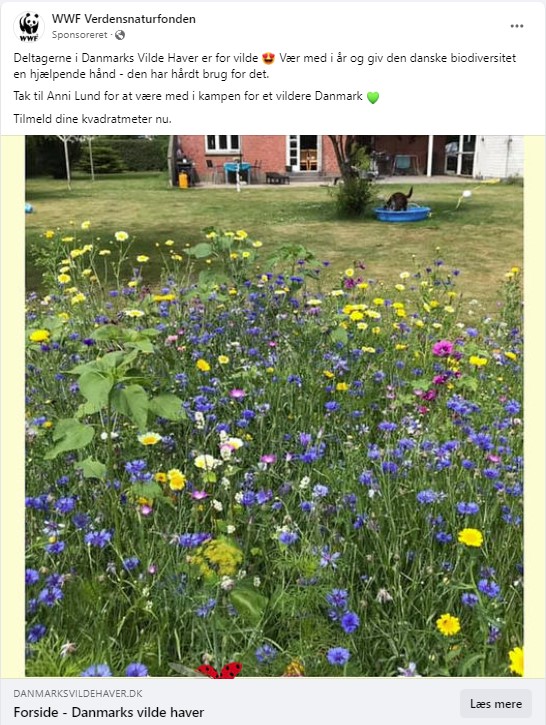 WWF Verdensnaturfonden
Sponsoreret ·
Deltagerne i Danmarks Vilde Haver er for vilde 😍 Vær med i år og giv den danske biodiversitet
en hjælpende hånd - den har hårdt brug for det.
Tak til Anni Lund for at være med i kampen for et vildere Danmark 💚
Tilmeld dine kvadratmeter nu.
WWF
DANMARKSVILDEHAVER.DK
Forside - Danmarks vilde haver
Læs mere